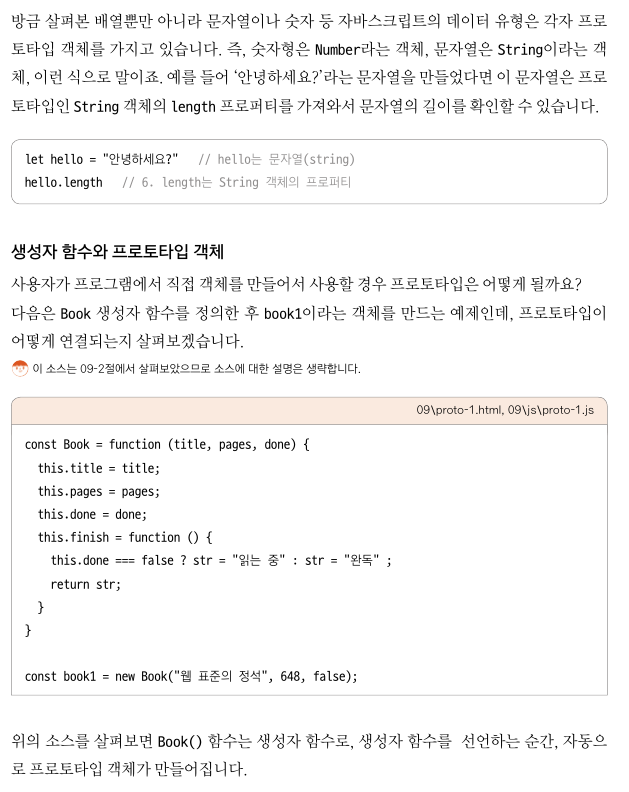 방금 살펴본 배열뿐만 아니라 문자열이나 숫자 등 자바스크립트의 데이터 유형은 각자 프로
토타입 객체를 가지고 있습니다. 즉, 숫자형은 Number라는 객체, 문자열은 String이라는 객
체, 이런 식으로 말이죠. 예를 들어 '안녕하세요?'라는 문자열을 만들었다면 이 문자열은 프로
토타입인 String 객체의 length 프로퍼티를 가져와서 문자열의 길이를 확인할 수 있습니다.
let hello = "안녕하세요?" // hello는 문자열(string)
hello.length // 6. length는 String 객체의 프로퍼티
생성자 함수와 프로토타입 객체
사용자가 프로그램에서 직접 객체를 만들어서 사용할 경우 프로토타입은 어떻게 될까요?
다음은 Book 생성자 함수를 정의한 후 book1이라는 객체를 만드는 예제인데, 프로토타입이
어떻게 연결되는지 살펴보겠습니다.
이 소스는 09-2절에서 살펴보았으므로 소스에 대한 설명은 생략합니다.
09\proto-1.html, 09\js\proto-1.js
const Book = function (title, pages, done) {
  this.title = title;
  this.pages = pages;
  this.done = done;
  this.finish = function () {
    this.done === false ? str = "읽는 중" : str = "완독" ;
    return str;
  }
}
const book1 = new Book("웹 표준의 정석", 648, false);
위의 소스를 살펴보면 Book() 함수는 생성자 함수로, 생성자 함수를 선언하는 순간, 자동으
로 프로토타입 객체가 만들어집니다.